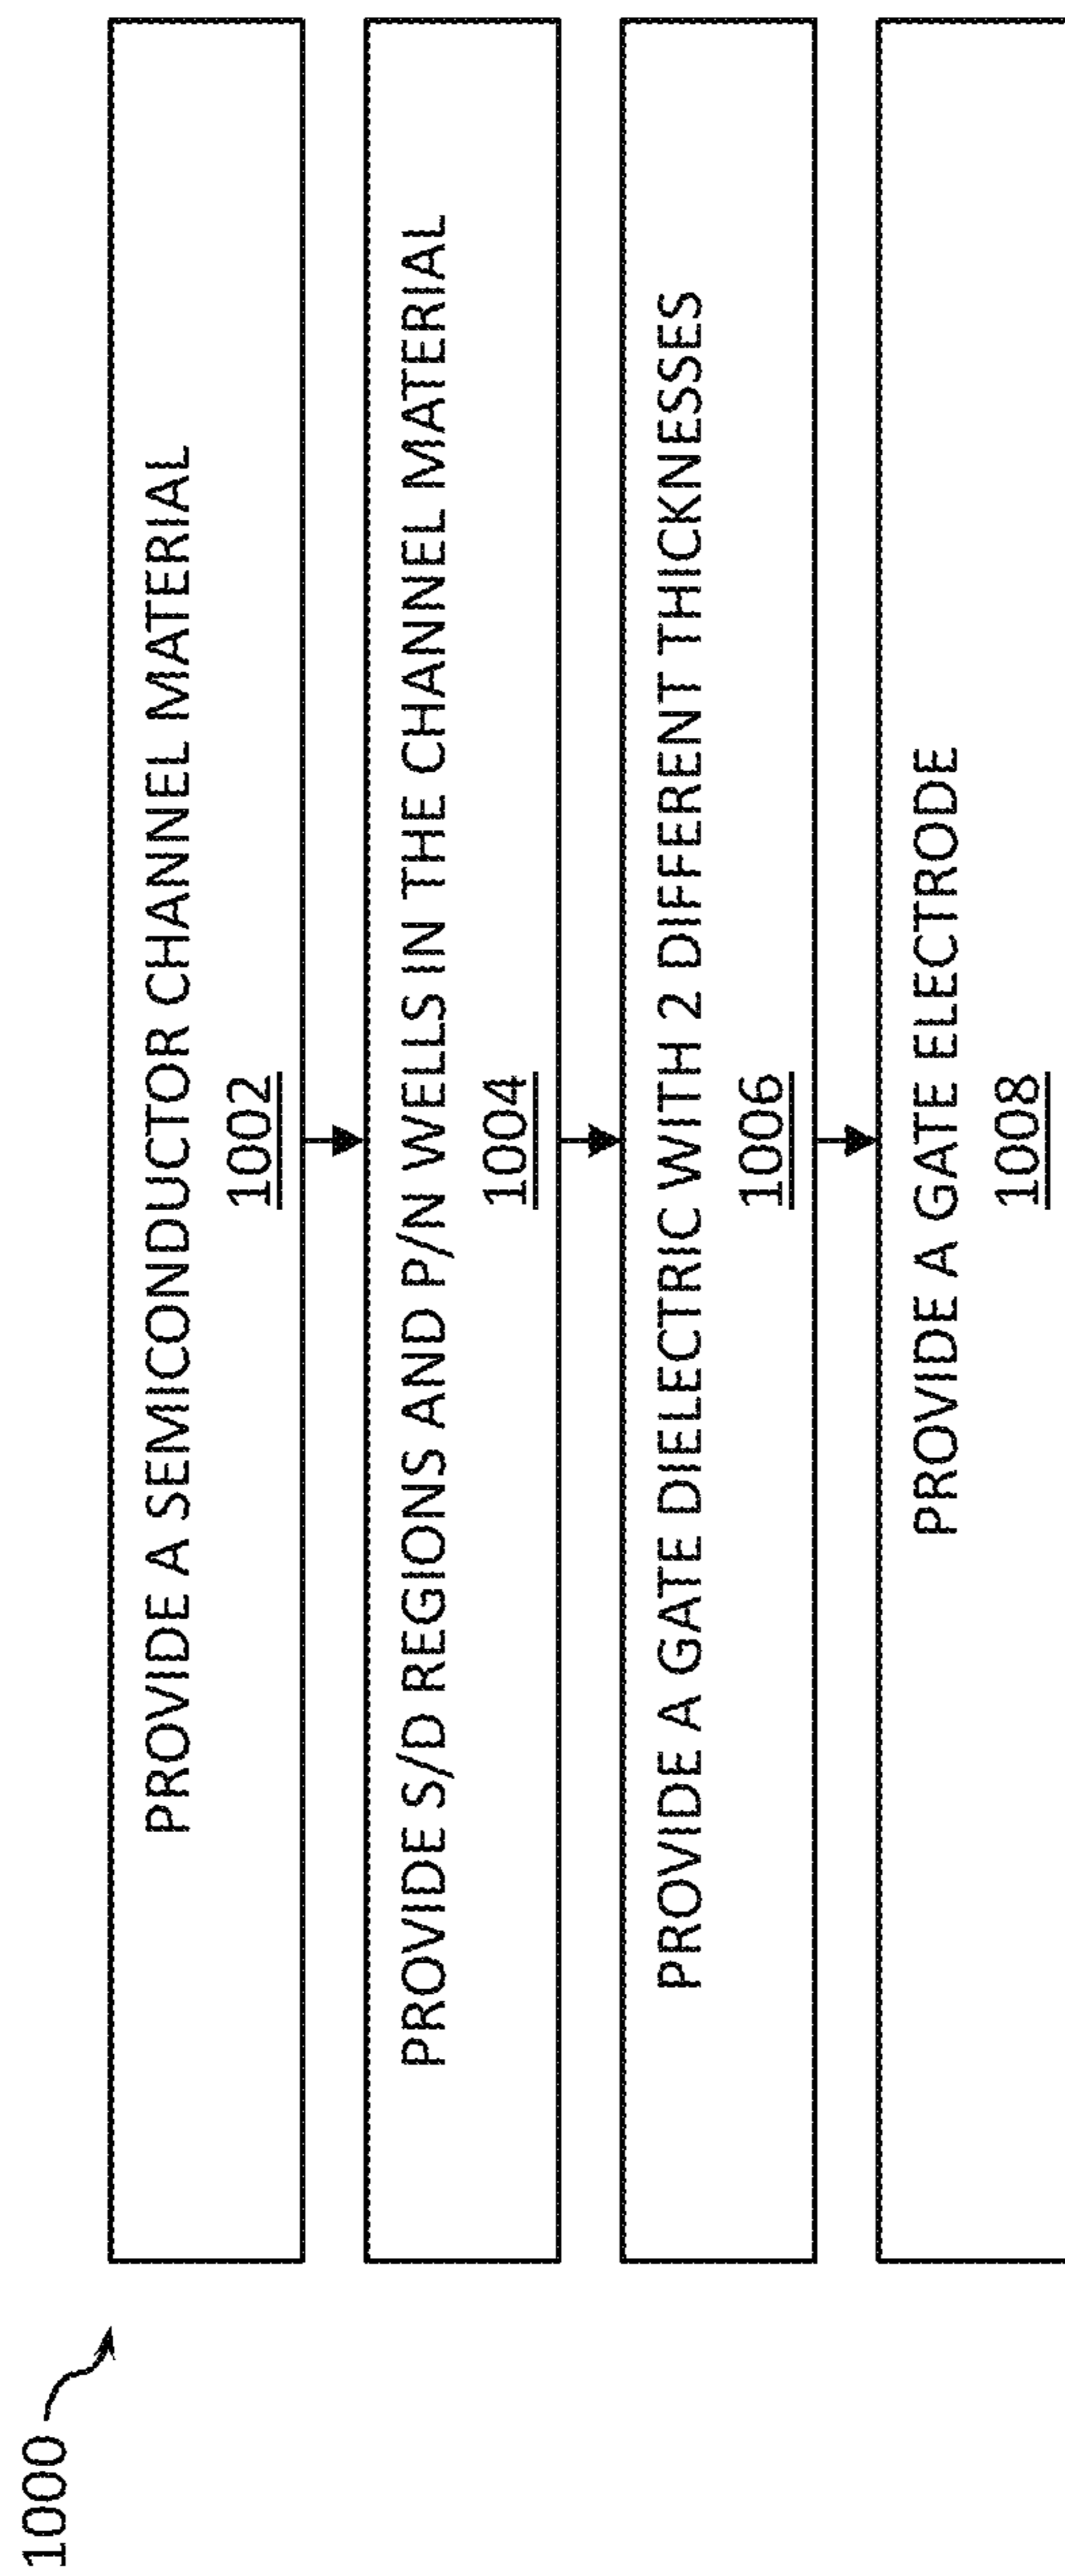 1000
PROVIDE A SEMICONDUCTOR CHANNEL MATERIAL
1002
PROVIDE S/D REGIONS AND P/N WELLS IN THE CHANNEL MATERIAL
1004
PROVIDE A GATE DIELECTRIC WITH 2 DIFFERENT THICKNESSES
1006
PROVIDE A GATE ELECTRODE
1008